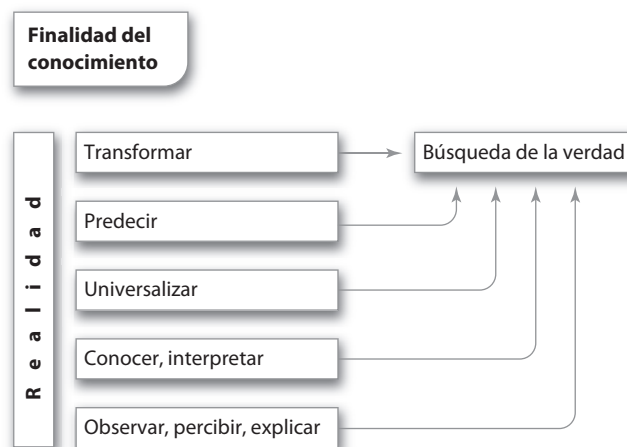 Finalidad del
conocimiento
Realidad
Transformar
Búsqueda de la verdad
Predecir
Universalizar
Conocer, interpretar
Observar, percibir, explicar